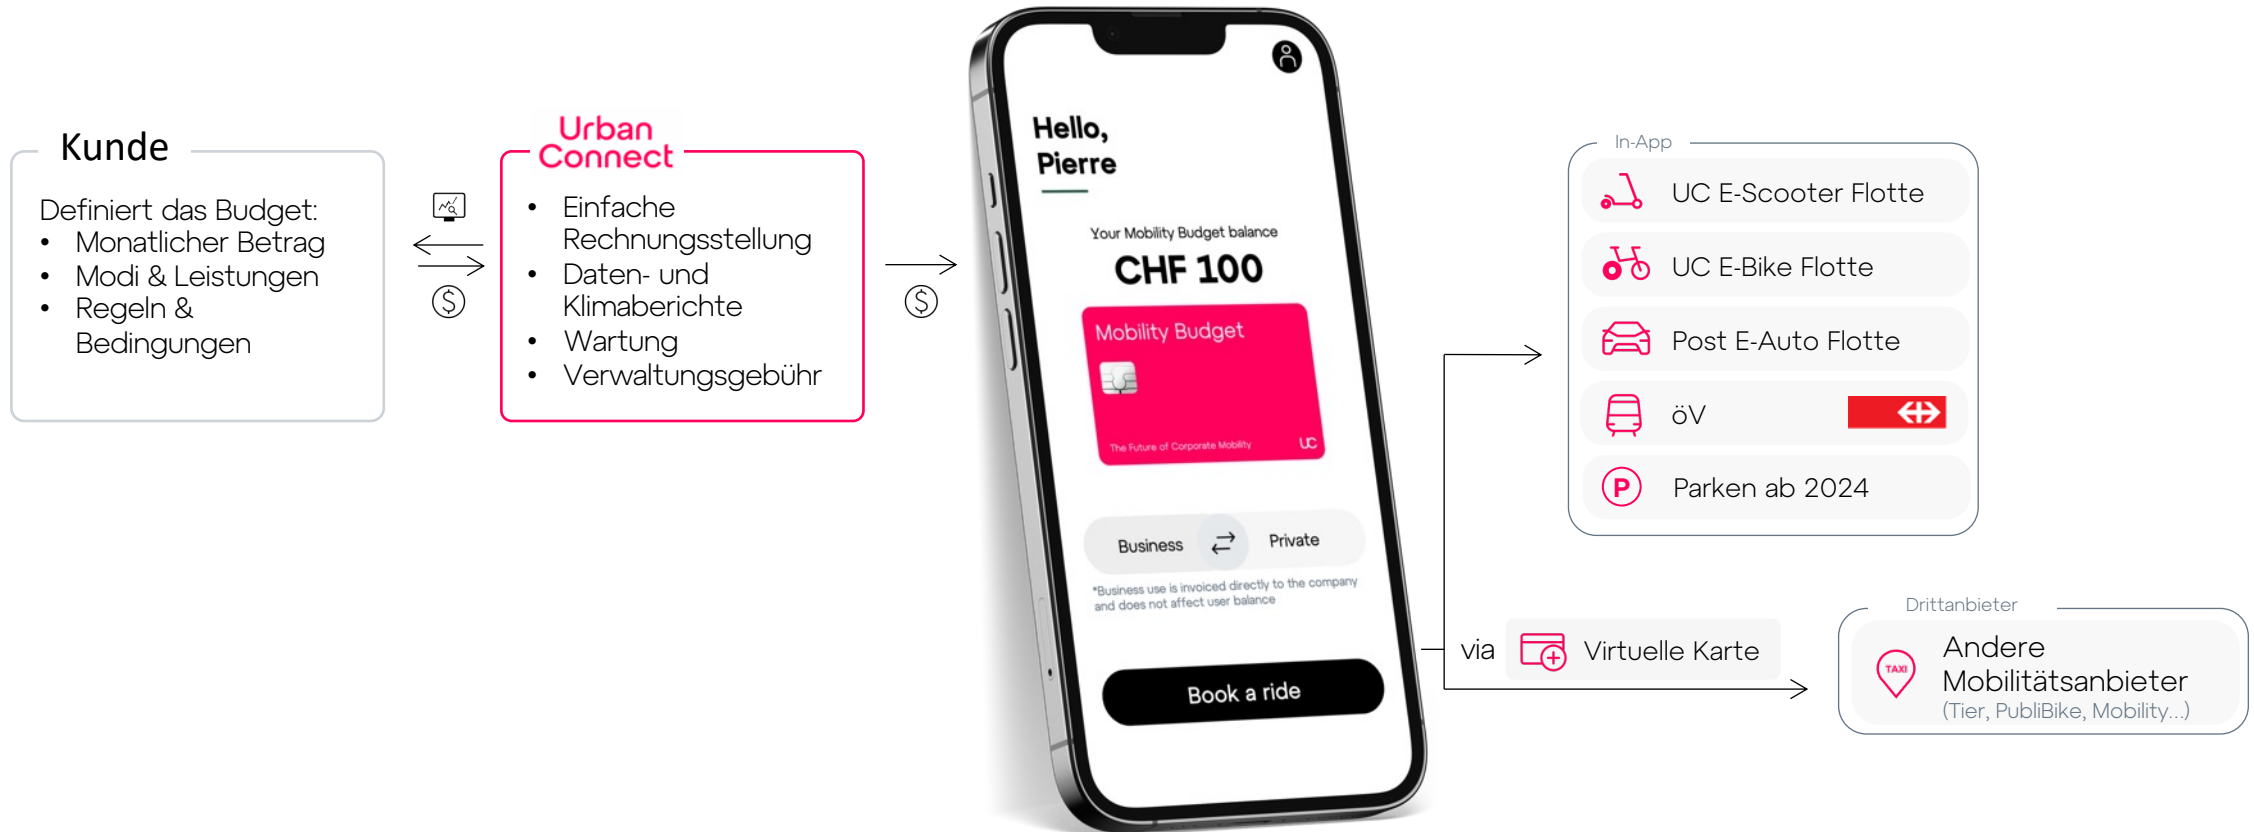 Kunde
Definiert das Budget:
• Monatlicher Betrag
• Modi & Leistungen
• Regeln &
Bedingungen
Urban
Connect
• Einfache
Rechnungsstellung
• Daten- und
Klimaberichte
• Wartung
• Verwaltungsgebühr
Hello,
Pierre
Your Mobility Budget balance
CHF 100
Mobility Budget
The Future of Corporate Mobility UC
Business Private
*Business use is invoiced directly to the company
and does not affect user balance
Book a ride
In-App
UC E-Scooter Flotte
UC E-Bike Flotte
Post E-Auto Flotte
öV
P Parken ab 2024
via Virtuelle Karte
Drittanbieter
TAXI
Andere
Mobilitätsanbieter
(Tier, PubliBike, Mobility...)